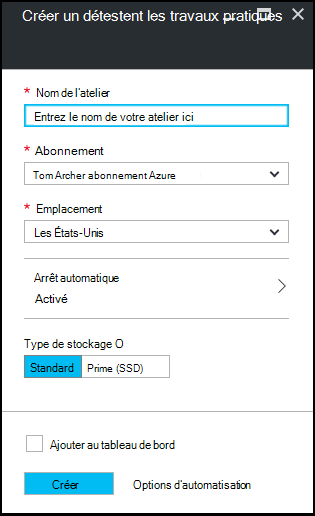 Créer un détestent les travaux pratiques
* Nom de l'atelier
Entrez le nom de votre atelier ici
* Abonnement
Tom Archer abonnement Azure
* Emplacement
Les États-Unis
Arrêt automatique
Activé
Type de stockage O
Standard Prime (SSD)
Ajouter au tableau de bord
Créer Options d'automatisation